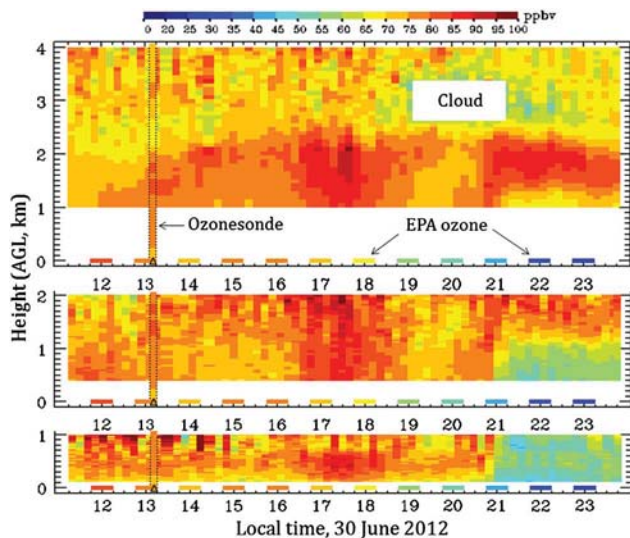 ppbv
0 20 25 35 40 45 50 55 60 65 70 75 80 85 90 95 100
4
Cloud
3
2
1
Ozonesonde
EPA ozone
0
12 13 14 15 16 17 18 19 20 21 22 23
Height (AGL, km)
2
1
0
12 13 14 15 16 17 18 19 20 21 22 23
1
0
12 13 14 15 16 17 18 19 20 21 22 23
Local time, 30 June 2012